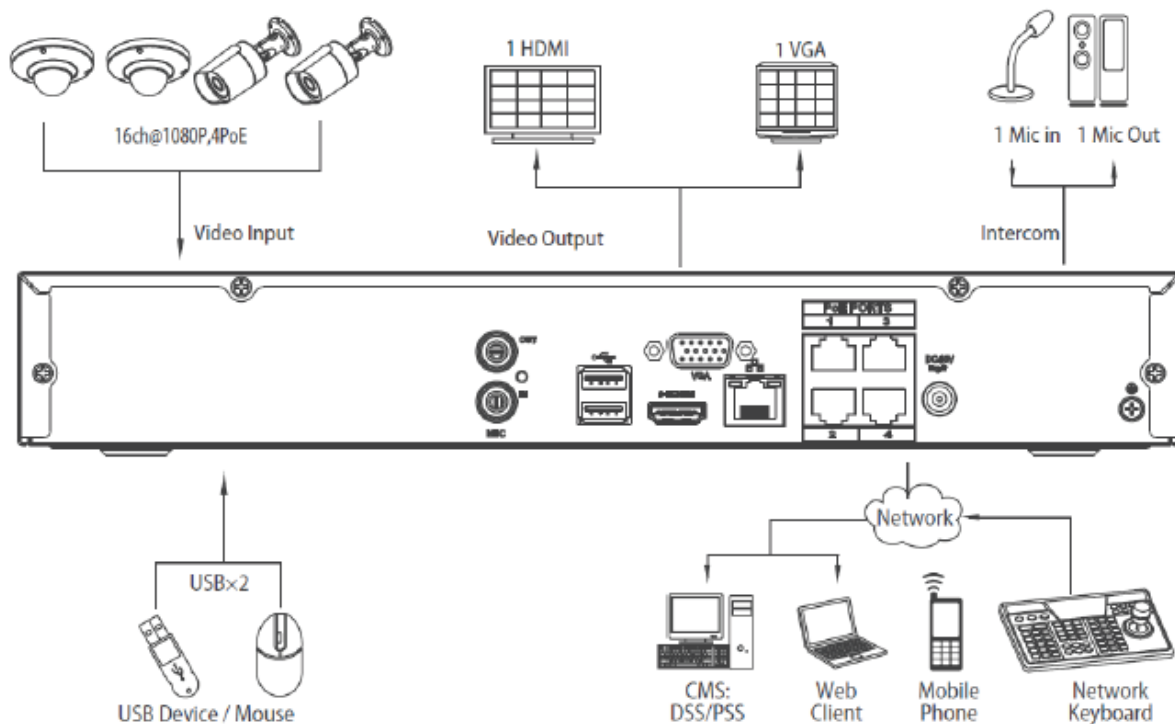 1 HDMI
1 VGA
16ch@1080P,4PoE
1 Mic in
1 Mic Out
Video Input
Video Output
Intercom
PoE PORTS
1
3
OUT
VGA
IN
MIC
2
4
Network
USB×2
USB Device / Mouse
CMS:
DSS/PSS
Web
Client
Mobile
Phone
Network
Keyboard